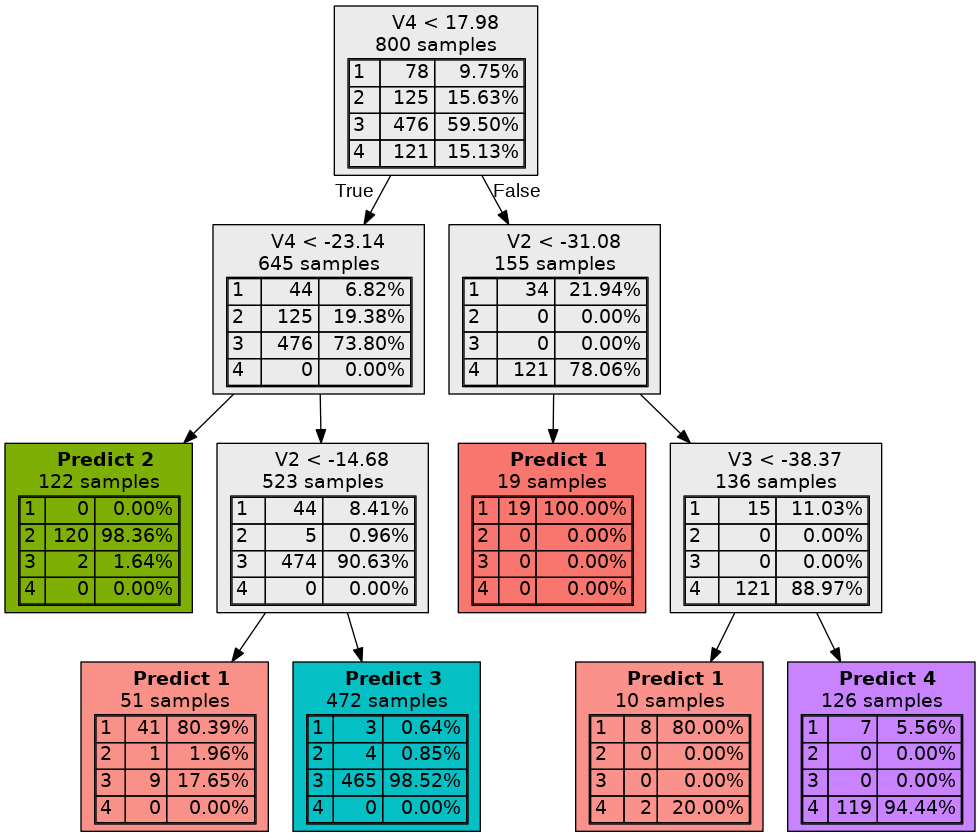 V4 < 17.98
800 samples
1 78 9.75%
2 125 15.63%
3 476 59.50%
4 121 15.13%
True
False
V4 < -23.14
645 samples
1 44 6.82%
2 125 19.38%
3 476 73.80%
4 0 0.00%
V2 < -31.08
155 samples
1 34 21.94%
2 0 0.00%
3 0 0.00%
4 121 78.06%
Predict 2
122 samples
1 0 0.00%
2 120 98.36%
3 2 1.64%
4 0 0.00%
V2 < -14.68
523 samples
1 44 8.41%
2 5 0.96%
3 474 90.63%
4 0 0.00%
Predict 1
19 samples
1 19 100.00%
2 0 0.00%
3 0 0.00%
4 0 0.00%
V3 < -38.37
136 samples
1 15 11.03%
2 0 0.00%
3 0 0.00%
4 121 88.97%
Predict 1
51 samples
1 41 80.39%
2 1 1.96%
3 9 17.65%
4 0 0.00%
Predict 3
472 samples
1 3 0.64%
2 4 0.85%
3 465 98.52%
4 0 0.00%
Predict 1
10 samples
1 8 80.00%
2 0 0.00%
3 0 0.00%
4 2 20.00%
Predict 4
126 samples
1 7 5.56%
2 0 0.00%
3 0 0.00%
4 119 94.44%